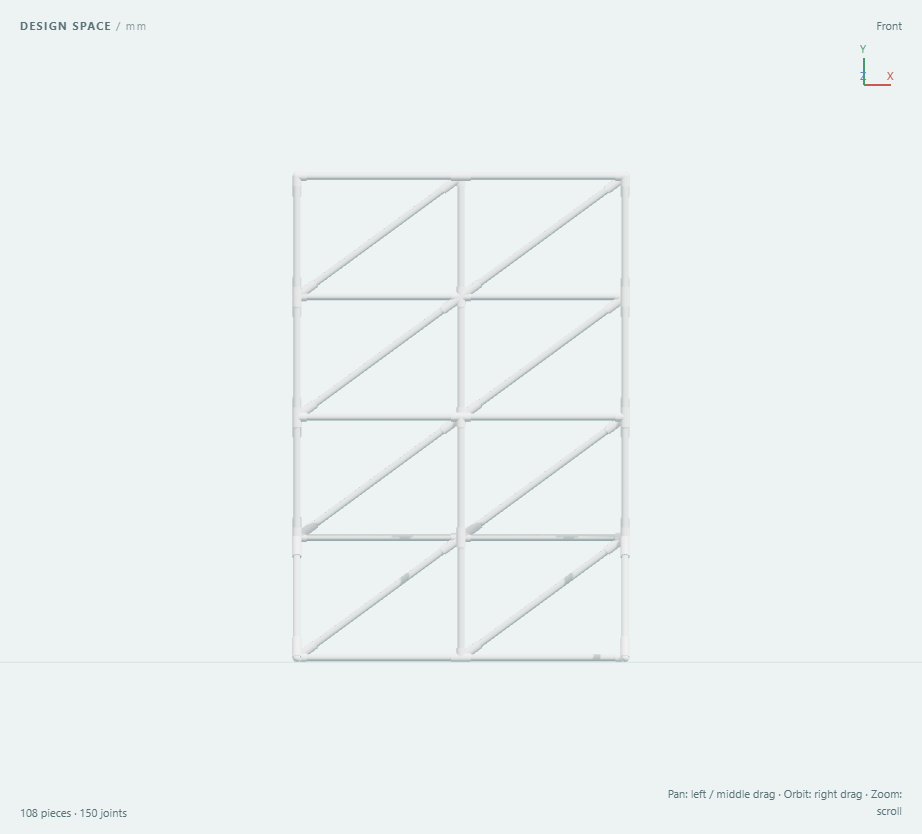 DESIGN SPACE / mm
Front
Y
Z X
108 pieces · 150 joints
Pan: left / middle drag · Orbit: right drag · Zoom:
scroll